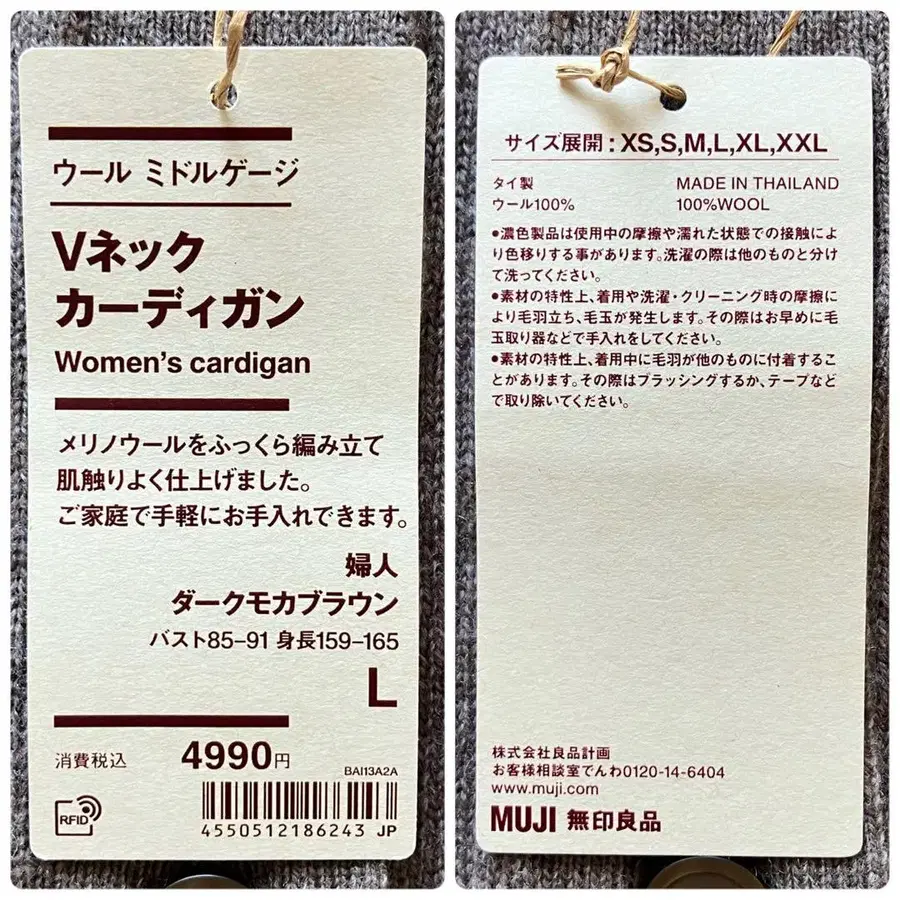 ウール ミドルゲージ
Vネック
カーディガン
Women's cardigan
メリノウールをふっくら編み立て
肌触りよく仕上げました。
ご家庭で手軽にお手入れできます。
婦人
ダークモカブラウン
バスト85–91 身長159–165
L
消費税込 4990円
BAI13A2A
RFID
4550512186243 JP
サイズ展開：XS,S,M,L,XL,XXL
タイ製 MADE IN THAILAND
ウール100% 100%WOOL
●濃色製品は使用中の摩擦や濡れた状態での接触によ
り色移りする事があります。洗濯の際は他のものと分け
て洗ってください。
●素材の特性上、着用や洗濯・クリーニング時の摩擦に
より毛羽立ち、毛玉が発生します。その際はお早めに毛
玉取り器などで手入れをしてください。
●素材の特性上、着用中に毛羽が他のものに付着するこ
とがあります。その際はブラッシングするか、テープなど
で取り除いてください。
株式会社良品計画
お客様相談室でんわ0120-14-6404
www.muji.com
MUJI 無印良品